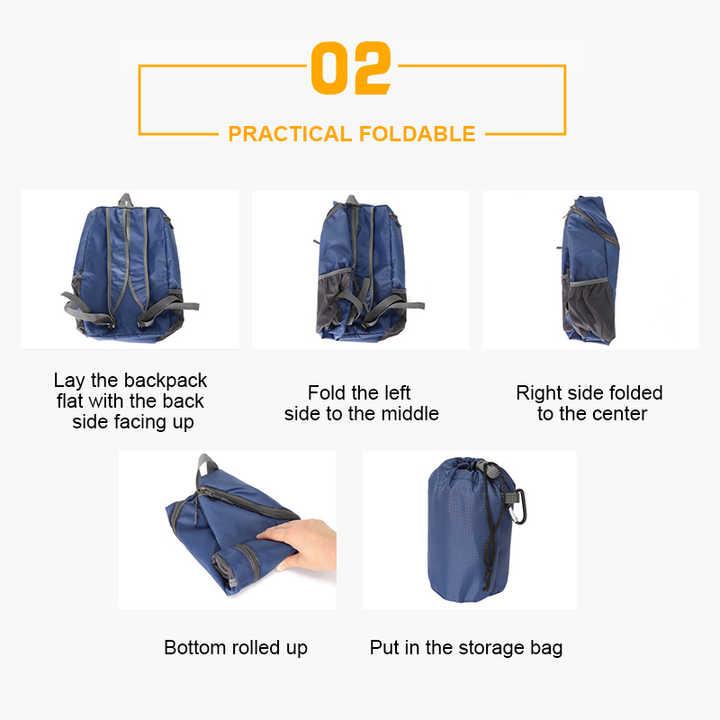 02
PRACTICAL FOLDABLE
Lay the backpack
flat with the back
side facing up
Fold the left
side to the middle
Right side folded
to the center
Bottom rolled up
Put in the storage bag